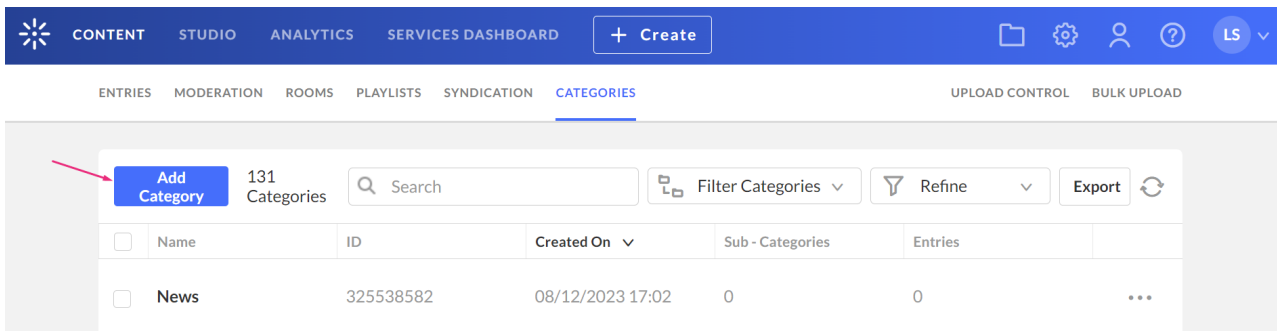 CONTENT STUDIO ANALYTICS SERVICES DASHBOARD + Create ? LS
ENTRIES MODERATION ROOMS PLAYLISTS SYNDICATION CATEGORIES UPLOAD CONTROL BULK UPLOAD
Add
Category
131
Categories
Search
Filter Categories
Refine
Export
Name ID Created On Sub - Categories Entries
News 325538582 08/12/2023 17:02 0 0